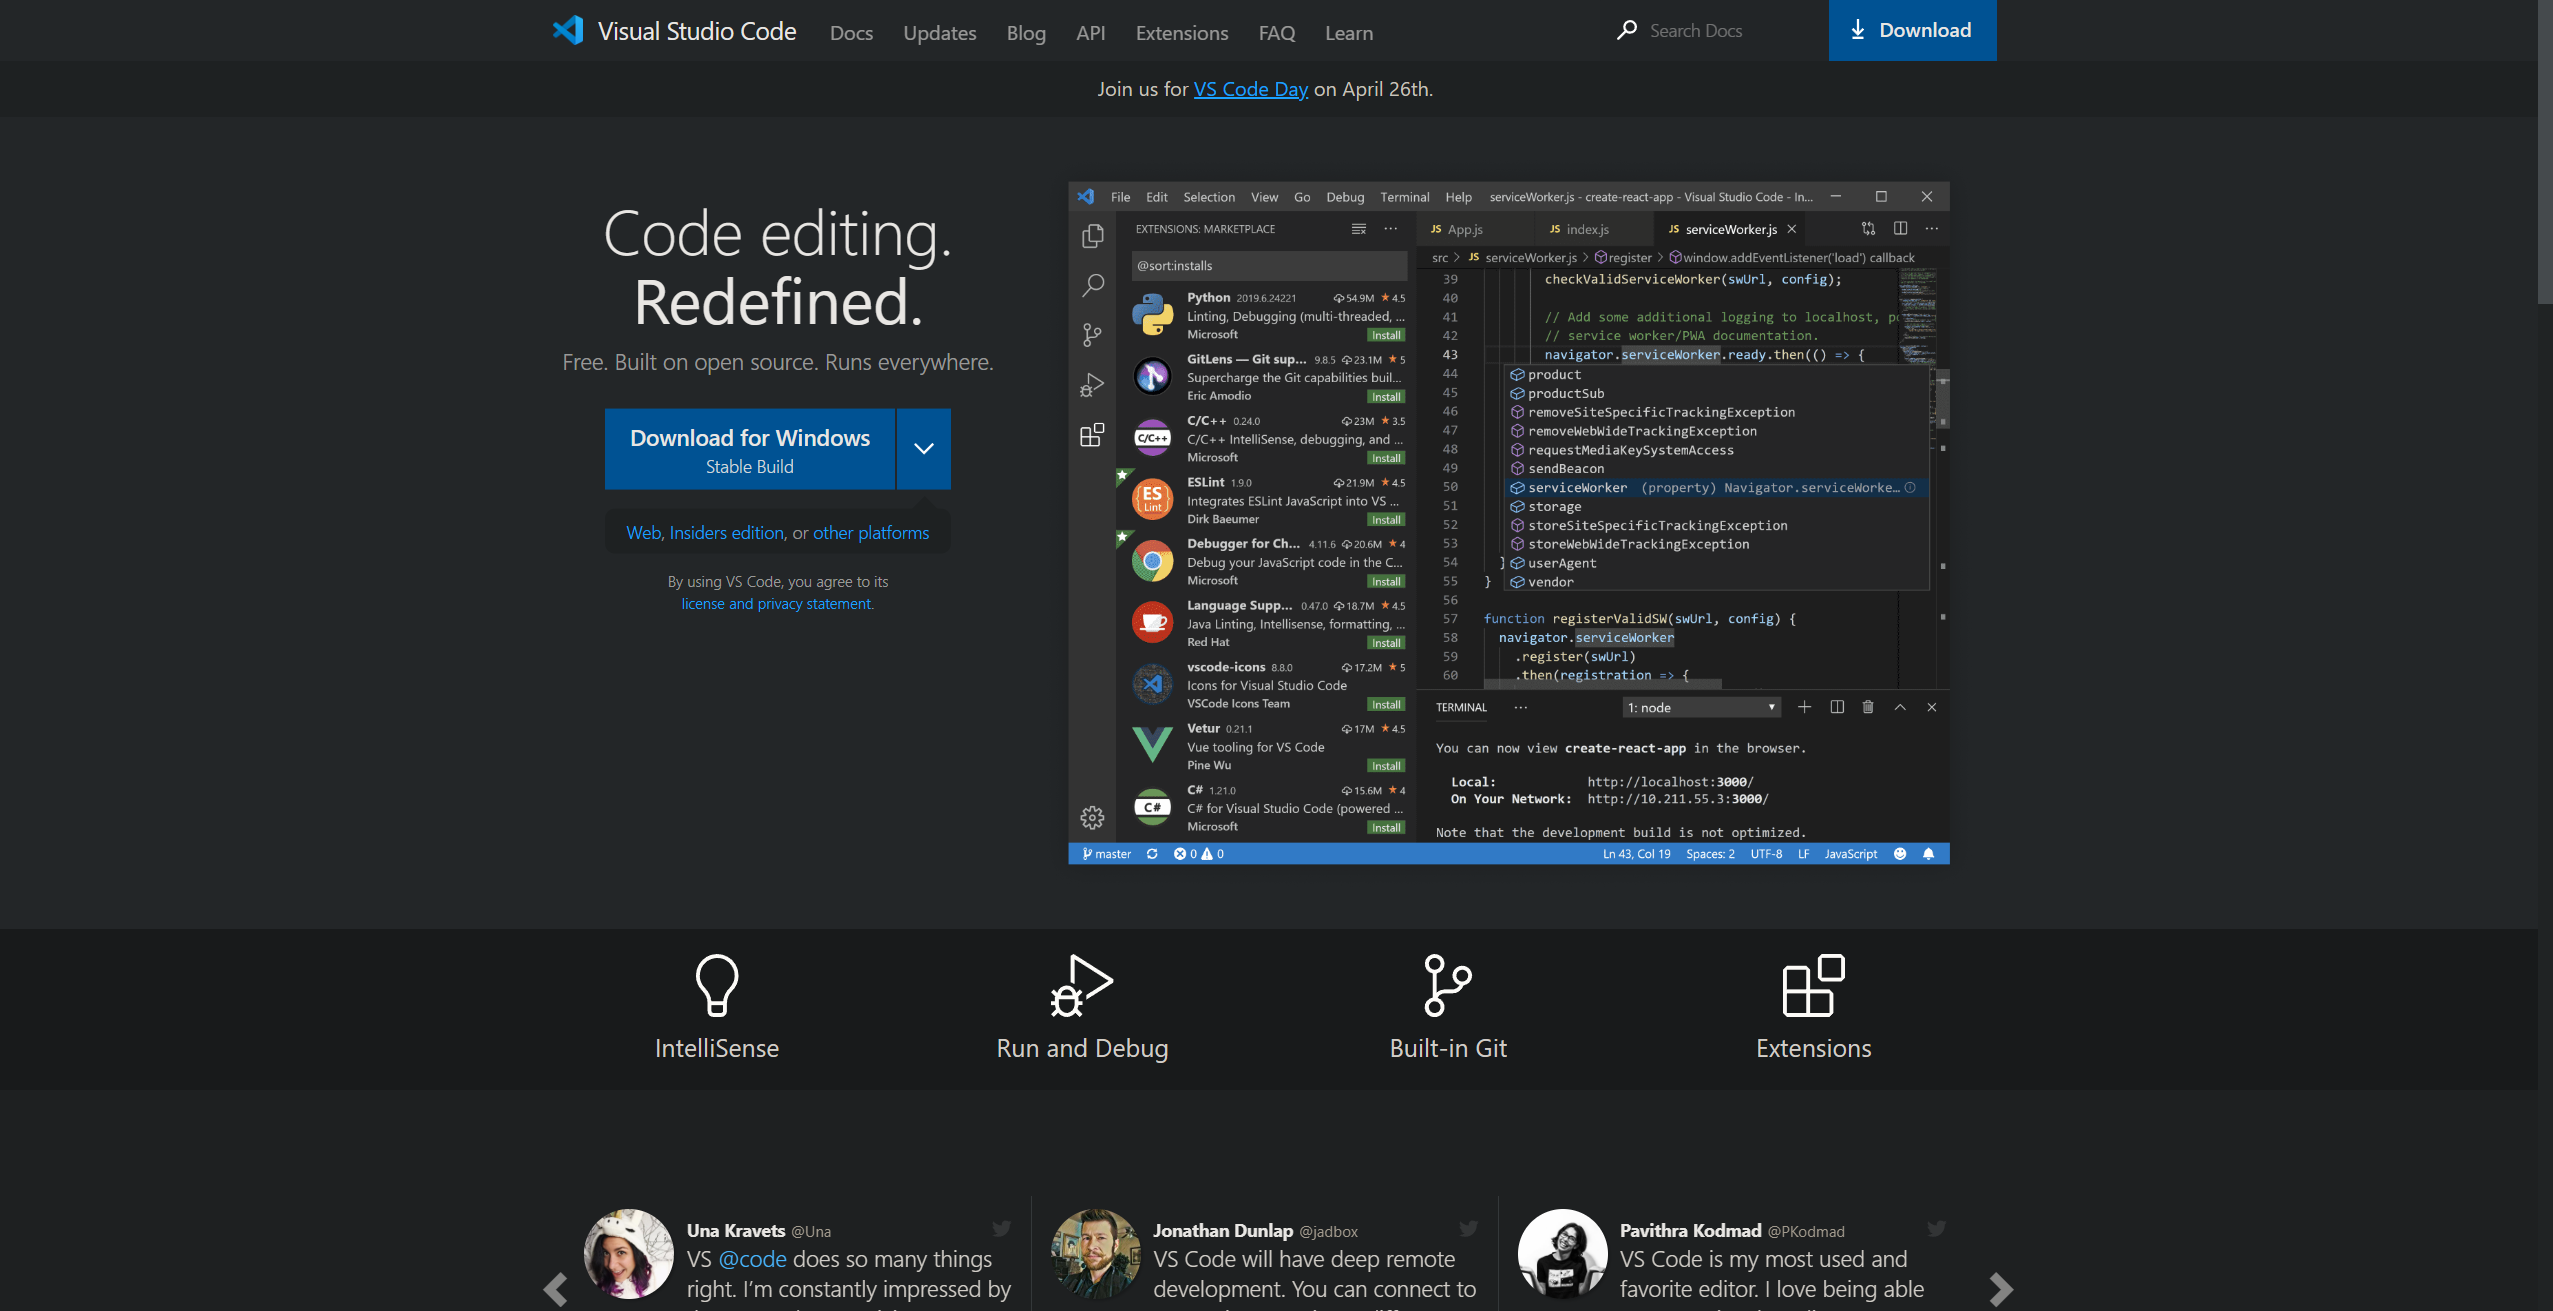 Visual Studio Code Docs Updates Blog API Extensions FAQ Learn Search Docs Download
Join us for VS Code Day on April 26th.
Code editing.
Redefined.
Free. Built on open source. Runs everywhere.
Download for Windows
Stable Build
Web, Insiders edition, or other platforms
By using VS Code, you agree to its
license and privacy statement.
File Edit Selection View Go Debug Terminal Help serviceWorker.js - create-react-app - Visual Studio Code - In...
EXTENSIONS: MARKETPLACE
@sort:installs
Python 2019.6.24221 54.9M 4.5
Linting, Debugging (multi-threaded, ...
Microsoft Install
GitLens — Git sup... 9.8.5 23.1M 5
Supercharge the Git capabilities buil...
Eric Amodio Install
C/C++ 0.24.0 23M 3.5
C/C++
C/C++ IntelliSense, debugging, and ...
Microsoft Install
ESLint 1.9.0 21.9M 4.5
ES
Lint
Integrates ESLint JavaScript into VS ...
Dirk Baeumer Install
Debugger for Ch... 4.11.6 20.6M 4
Debug your JavaScript code in the C...
Microsoft Install
Language Supp... 0.47.0 18.7M 4.5
Java Linting, Intellisense, formatting, ...
Red Hat Install
vscode-icons 8.8.0 17.2M 5
Icons for Visual Studio Code
VSCode Icons Team Install
Vetur 0.21.1 17M 4.5
Vue tooling for VS Code
Pine Wu Install
C# 1.21.0 15.6M 4
C#
C# for Visual Studio Code (powered ...
Microsoft Install
JS App.js JS index.js JS serviceWorker.js
src > JS serviceWorker.js > register > window.addEventListener('load') callback
39 checkValidServiceWorker(swUrl, config);
40
41 // Add some additional logging to localhost, po
42 // service worker/PWA documentation.
43 navigator.serviceWorker.ready.then(() => {
44 product
45 productSub
46 removeSiteSpecificTrackingException
47 removeWebWideTrackingException
48 requestMediaKeySystemAccess
49 sendBeacon
50 serviceWorker (property) Navigator.serviceWorke...
51 storage
52 storeSiteSpecificTrackingException
53 storeWebWideTrackingException
54 } userAgent
55 } vendor
56
57 function registerValidSW(swUrl, config) {
58 navigator.serviceWorker
59 .register(swUrl)
60 .then(registration => {
TERMINAL ... 1: node
You can now view create-react-app in the browser.
Local: http://localhost:3000/
On Your Network: http://10.211.55.3:3000/
Note that the development build is not optimized.
master 0 0 Ln 43, Col 19 Spaces: 2 UTF-8 LF JavaScript
IntelliSense Run and Debug Built-in Git Extensions
Una Kravets @Una
VS @code does so many things
right. I'm constantly impressed by
Jonathan Dunlap @jadbox
VS Code will have deep remote
development. You can connect to
Pavithra Kodmad @PKodmad
VS Code is my most used and
favorite editor. I love being able